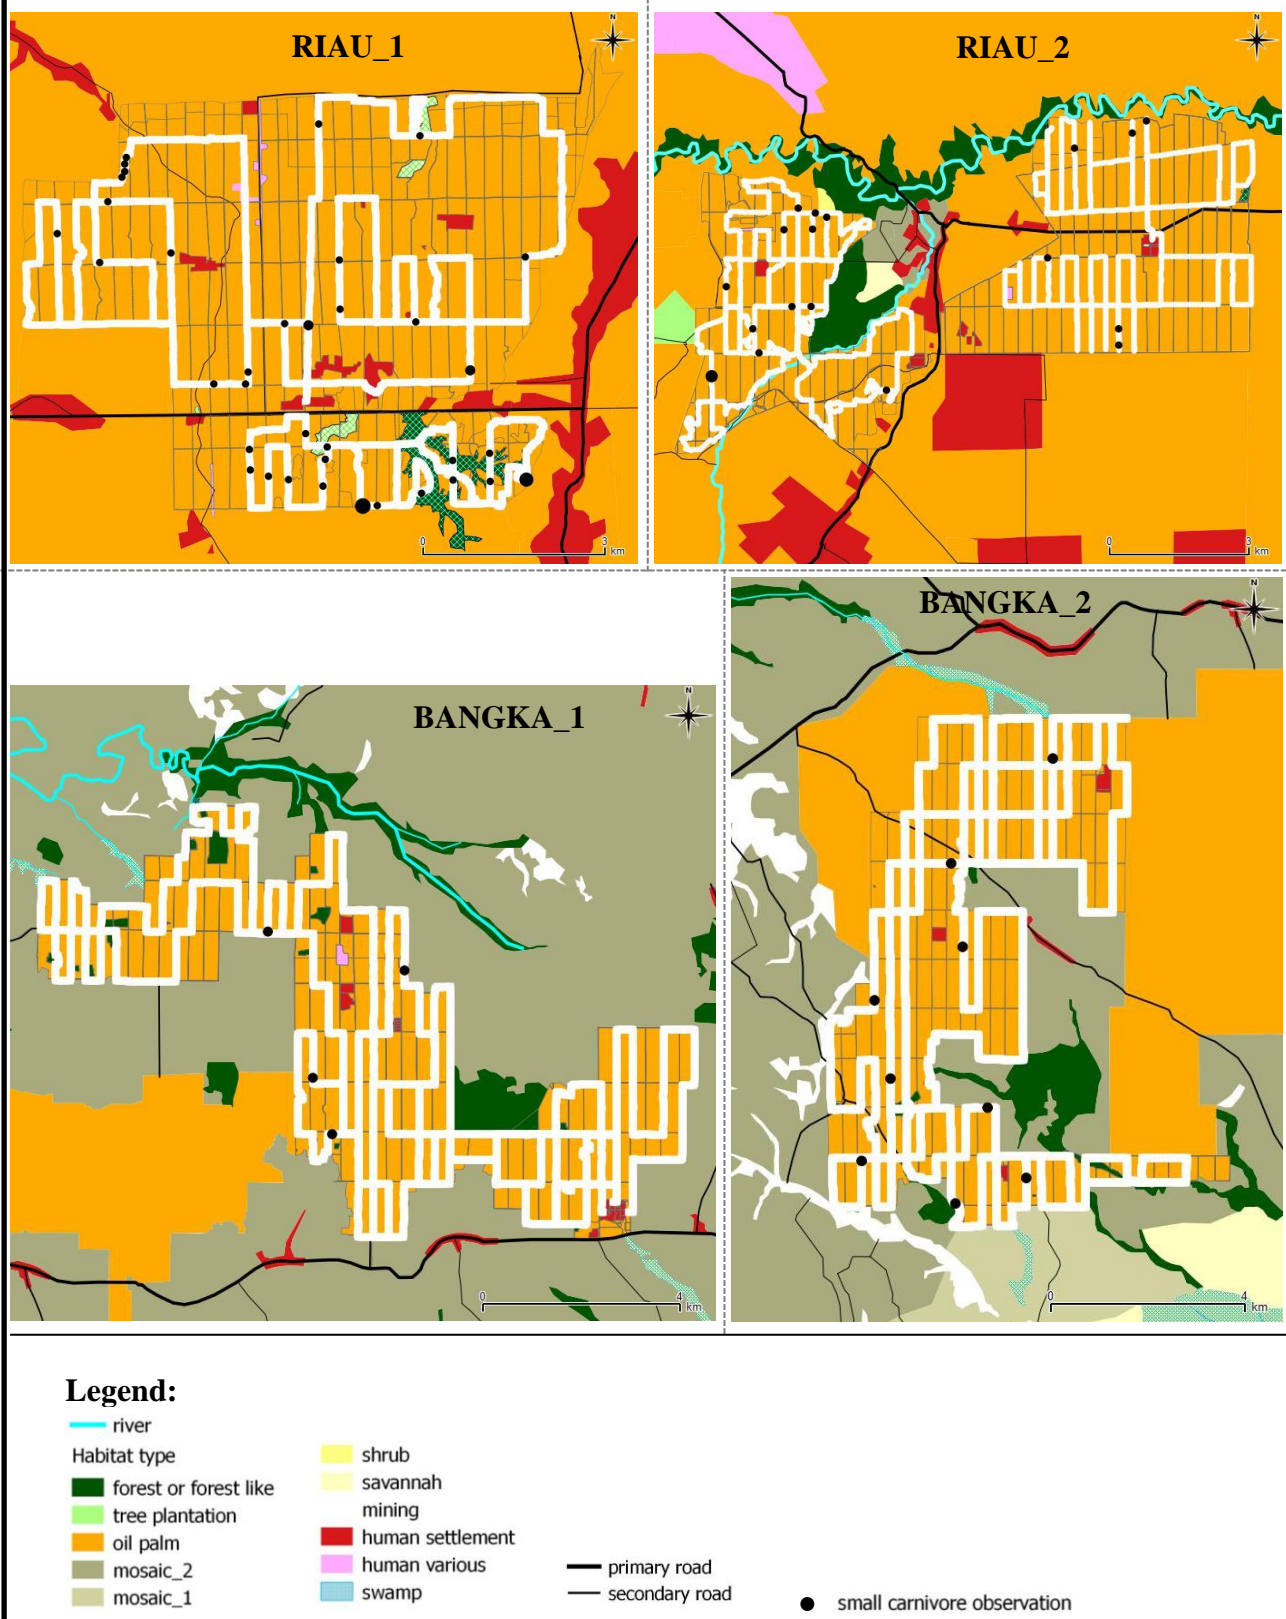 RIAU_1
N
0 3
km
RIAU_2
N
0 3
km
BANGKA_1
N
0 4
km
BANGKA_2
N
0 4
km
Legend:
river
Habitat type
forest or forest like
tree plantation
oil palm
mosaic_2
mosaic_1
shrub
savannah
mining
human settlement
human various
swamp
primary road
secondary road
small carnivore observation